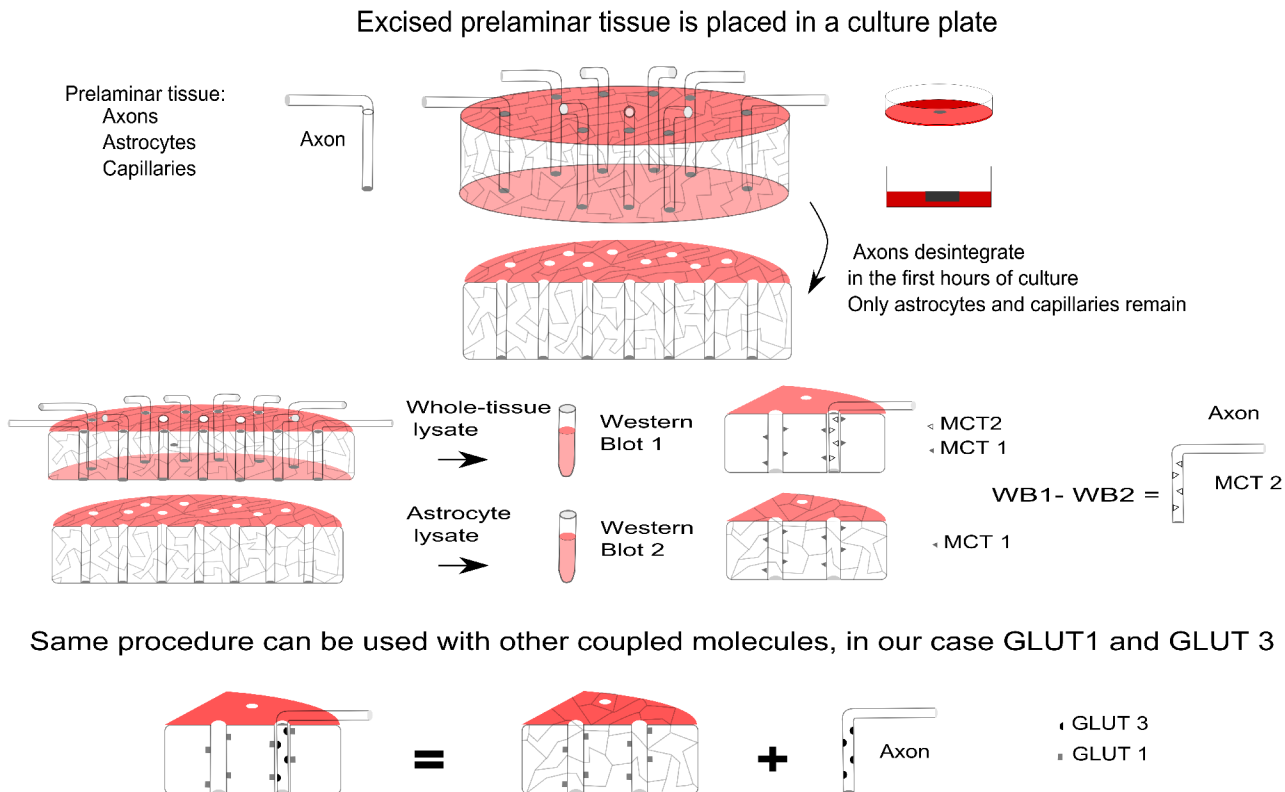 Excised prelaminar tissue is placed in a culture plate
Prelaminar tissue:
Axons
Astrocytes
Capillaries
Axon
Axons desintegrate
in the first hours of culture
Only astrocytes and capillaries remain
Whole-tissue
lysate
Western
Blot 1
MCT2
MCT 1
Axon
MCT 2
WB1- WB2 =
Astrocyte
lysate
Western
Blot 2
MCT 1
Same procedure can be used with other coupled molecules, in our case GLUT1 and GLUT 3
=
+
Axon
GLUT 3
GLUT 1